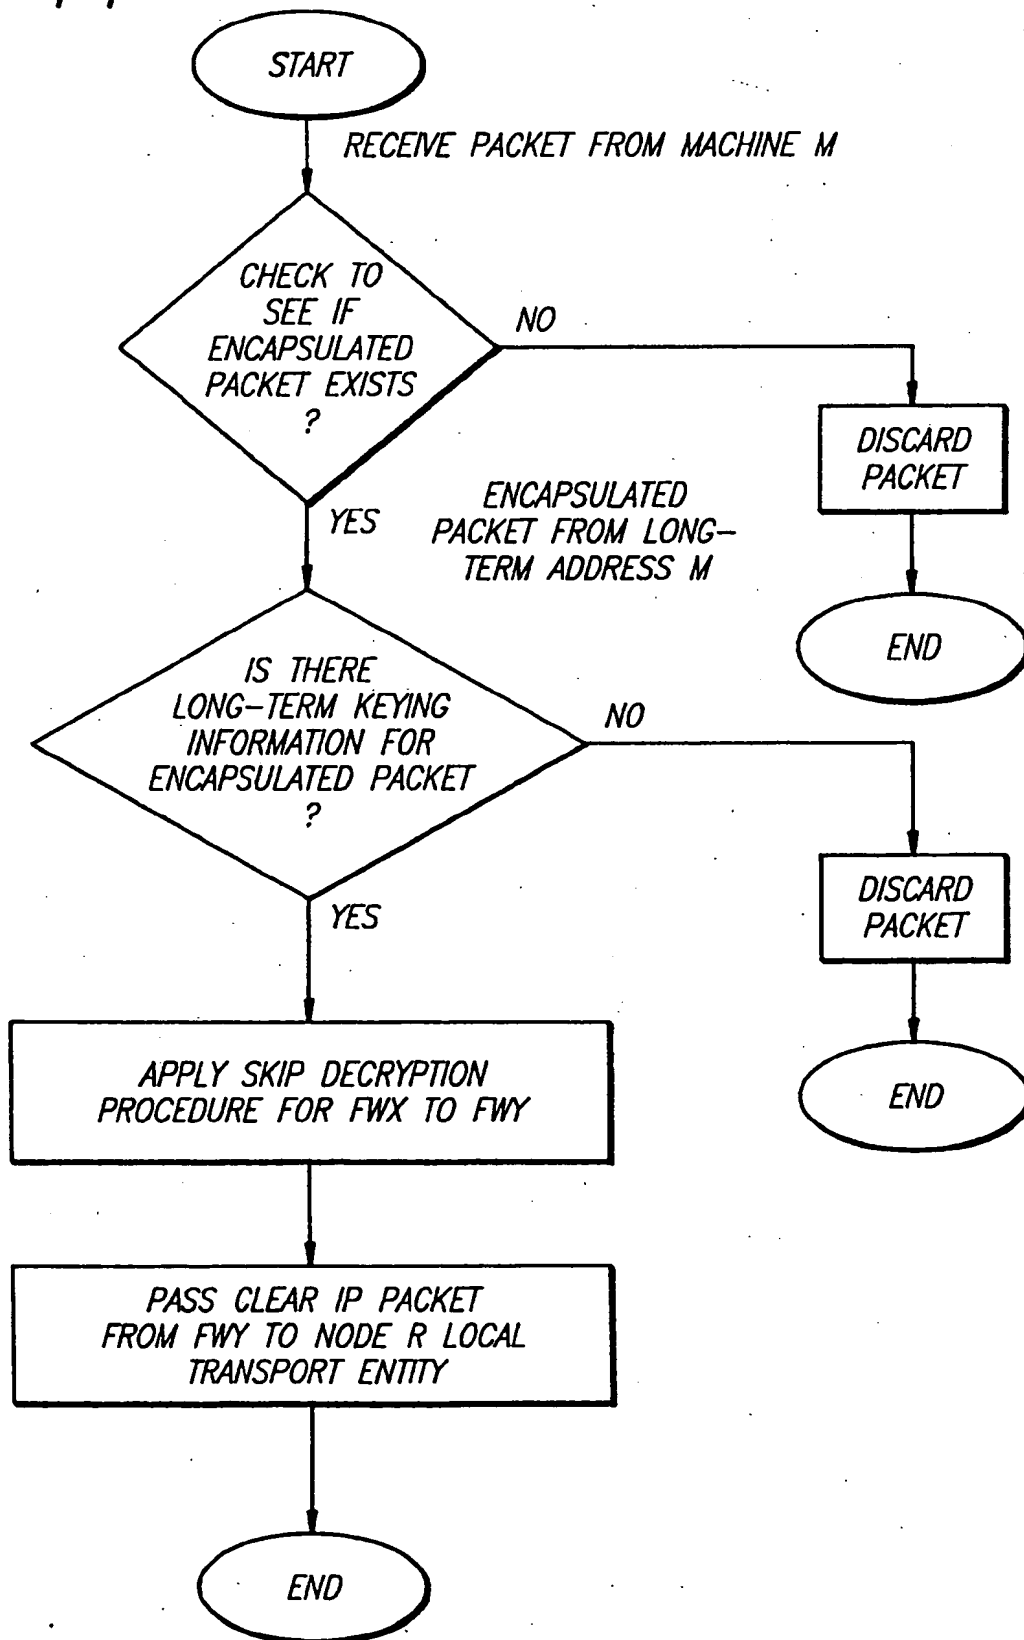 START
RECEIVE PACKET FROM MACHINE M
CHECK TO
SEE IF
ENCAPSULATED
PACKET EXISTS
?
NO
DISCARD
PACKET
END
YES
ENCAPSULATED
PACKET FROM LONG-
TERM ADDRESS M
IS THERE
LONG-TERM KEYING
INFORMATION FOR
ENCAPSULATED PACKET
?
NO
DISCARD
PACKET
END
YES
APPLY SKIP DECRYPTION
PROCEDURE FOR FWX TO FWY
PASS CLEAR IP PACKET
FROM FWY TO NODE R LOCAL
TRANSPORT ENTITY
END